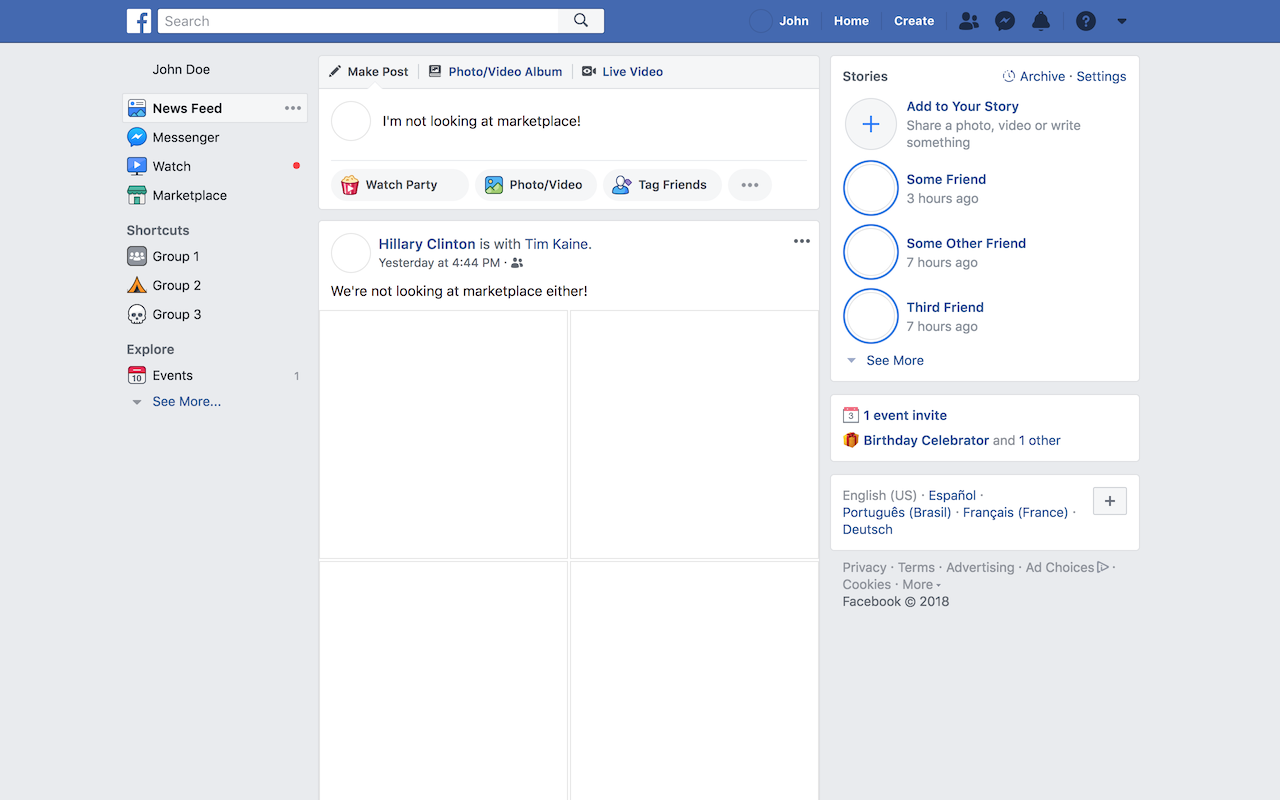 Search
John
Home
Create
John Doe
News Feed
Messenger
Watch
Marketplace
Shortcuts
Group 1
Group 2
Group 3
Explore
10 Events 1
See More...
Make Post
Photo/Video Album
Live Video
I'm not looking at marketplace!
Watch Party
Photo/Video
Tag Friends
Hillary Clinton is with Tim Kaine.
Yesterday at 4:44 PM ·
We're not looking at marketplace either!
Stories
Archive · Settings
Add to Your Story
Share a photo, video or write
something
Some Friend
3 hours ago
Some Other Friend
7 hours ago
Third Friend
7 hours ago
See More
3 1 event invite
Birthday Celebrator and 1 other
English (US) · Español ·
Português (Brasil) · Français (France) ·
Deutsch
Privacy · Terms · Advertising · Ad Choices ·
Cookies · More
Facebook © 2018